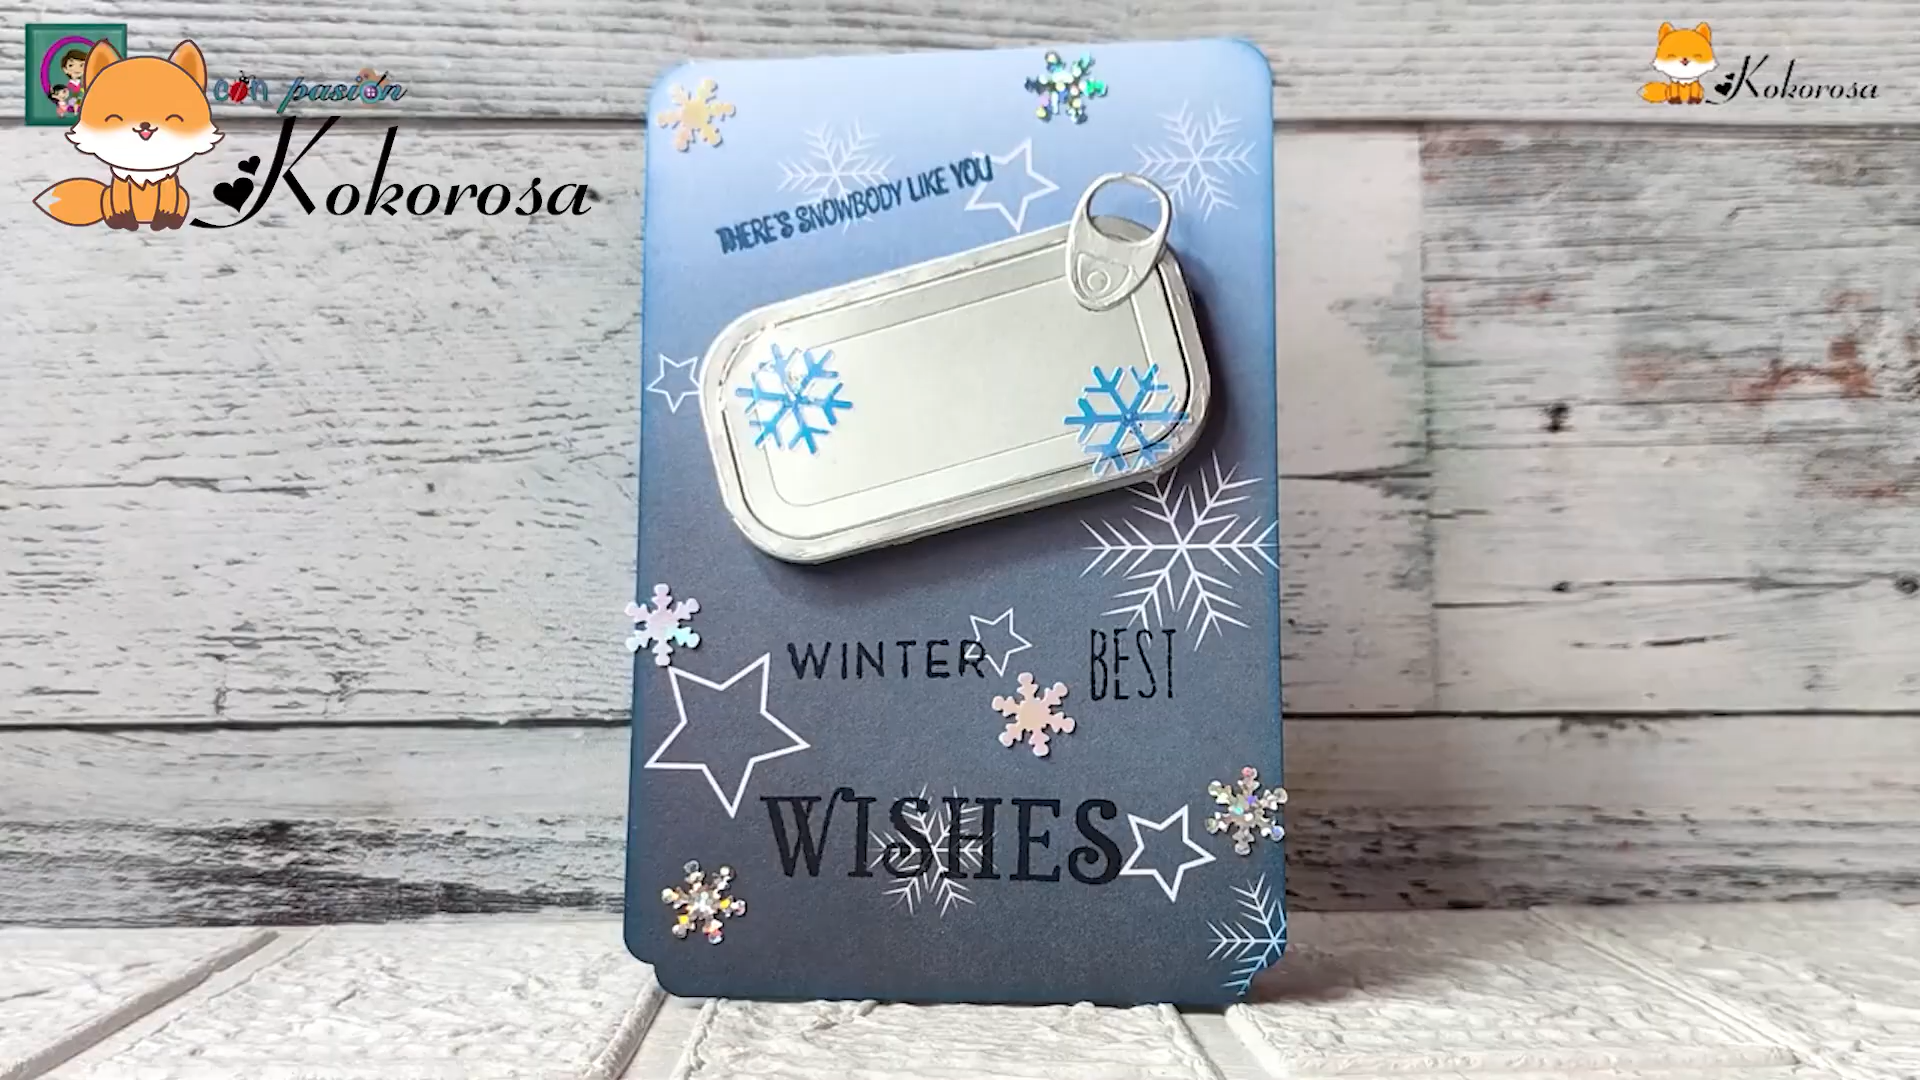 con pasión
Kokorosa
Kokorosa
THERE'S SNOWBODY LIKE YOU
WINTER BEST
WISHES